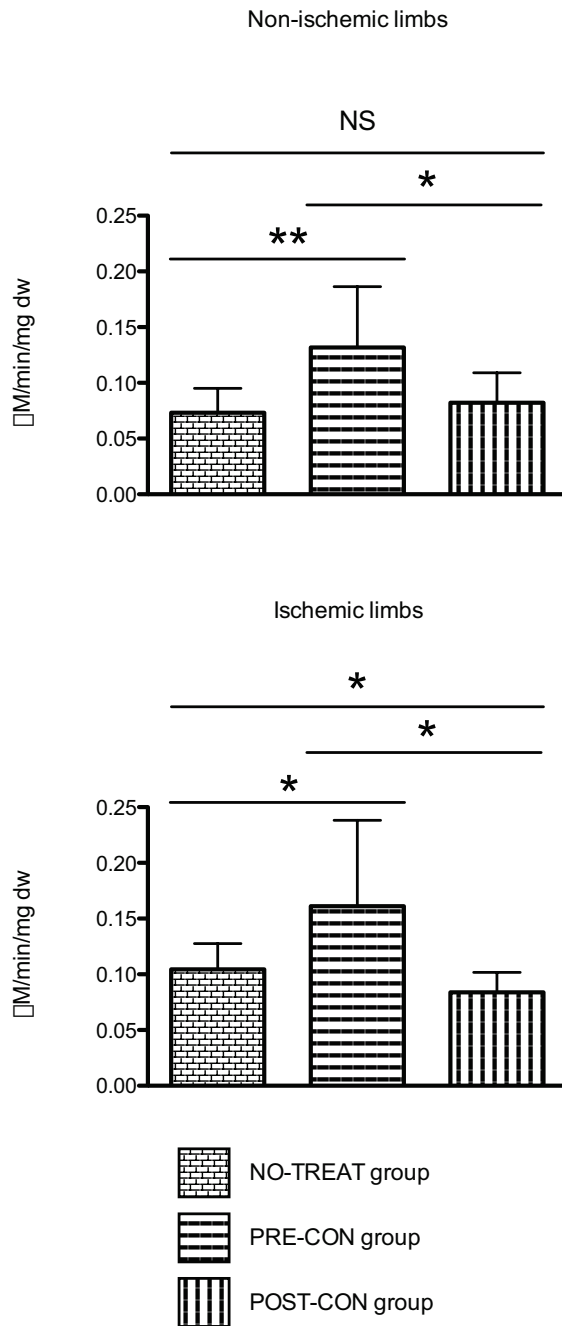 Non-ischemic limbs
NS
*
**
0.25
0.20
0.15
0.10
0.05
0.00
□M/min/mg dw
Ischemic limbs
*
*
*
0.25
0.20
0.15
0.10
0.05
0.00
□M/min/mg dw
NO-TREAT group
PRE-CON group
POST-CON group